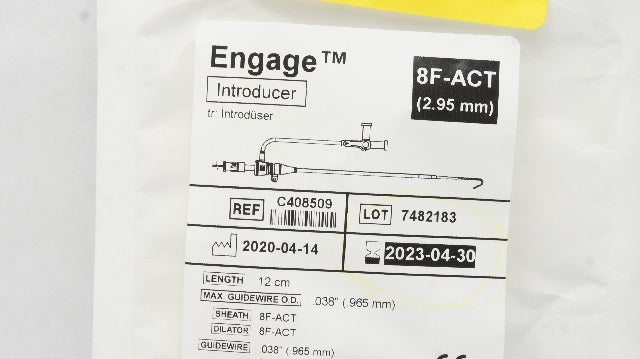 Engage™
Introducer
tr: Introdüser
8F-ACT
(2.95 mm)
REF C408509
LOT 7482183
2020-04-14
2023-04-30
LENGTH 12 cm
MAX. GUIDEWIRE O.D. .038" (.965 mm)
SHEATH 8F-ACT
DILATOR 8F-ACT
GUIDEWIRE .038" (.965 mm)